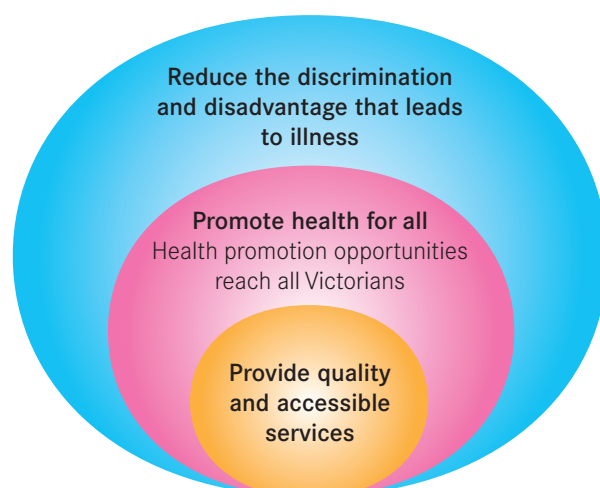 Reduce the discrimination
and disadvantage that leads
to illness
Promote health for all
Health promotion opportunities
reach all Victorians
Provide quality
and accessible
services